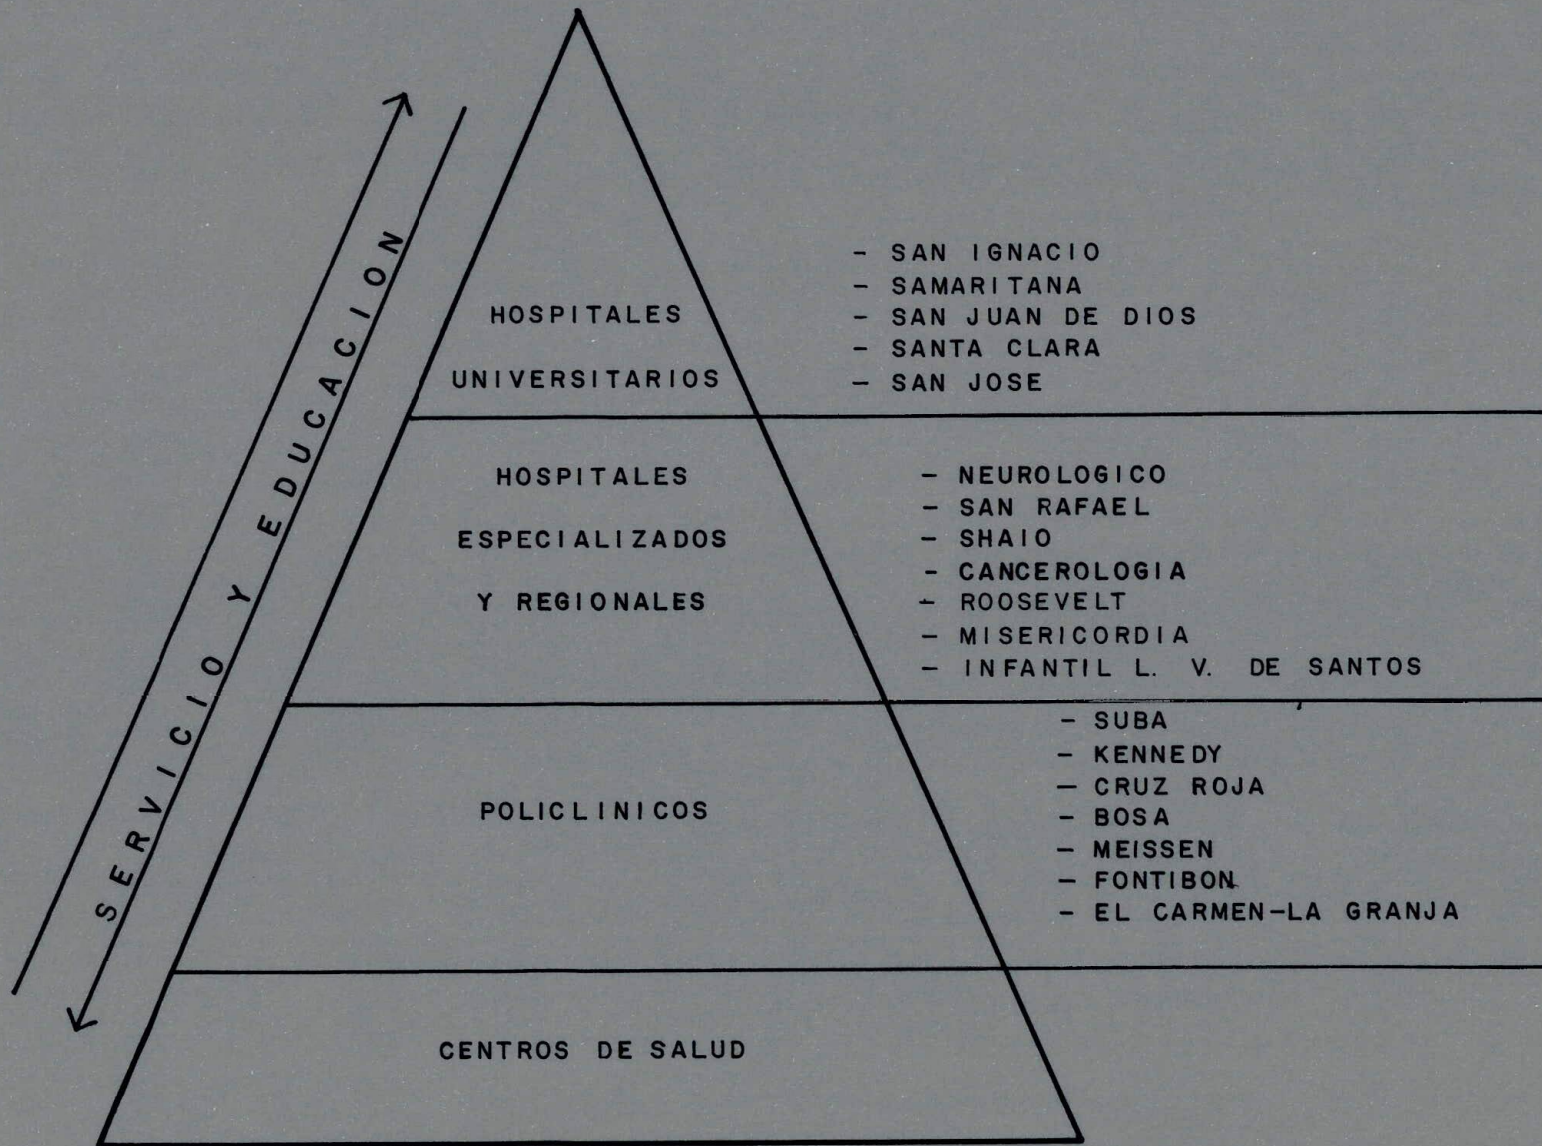 SERVICIO Y EDUCACION
HOSPITALES
UNIVERSITARIOS
- SAN IGNACIO
- SAMARITANA
- SAN JUAN DE DIOS
- SANTA CLARA
- SAN JOSE
HOSPITALES
ESPECIALIZADOS
Y REGIONALES
- NEUROLOGICO
- SAN RAFAEL
- SHAIO
- CANCEROLOGIA
- ROOSEVELT
- MISERICORDIA
- INFANTIL L. V. DE SANTOS
POLICLINICOS
- SUBA
- KENNEDY
- CRUZ ROJA
- BOSA
- MEISSEN
- FONTIBON
- EL CARMEN-LA GRANJA
CENTROS DE SALUD